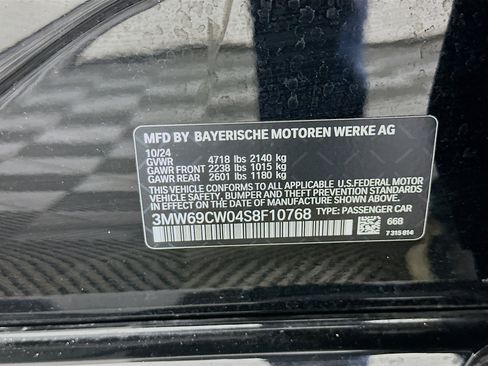 MFD BY BAYERISCHE MOTOREN WERKE AG
10/24
GVWR 4718 lbs 2140 kg
GAWR FRONT 2238 lbs 1015 kg
GAWR REAR 2601 lbs 1180 kg
THIS VEHICLE CONFORMS TO ALL APPLICABLE U.S.FEDERAL MOTOR
VEHICLE SAFETY, BUMPER AND THEFT PREVENTION STANDARDS
IN EFFECT ON THE DATE OF MANUFACTURE SHOWN ABOVE.
3MW69CW04S8F10768 TYPE: PASSENGER CAR
668
7 315 014